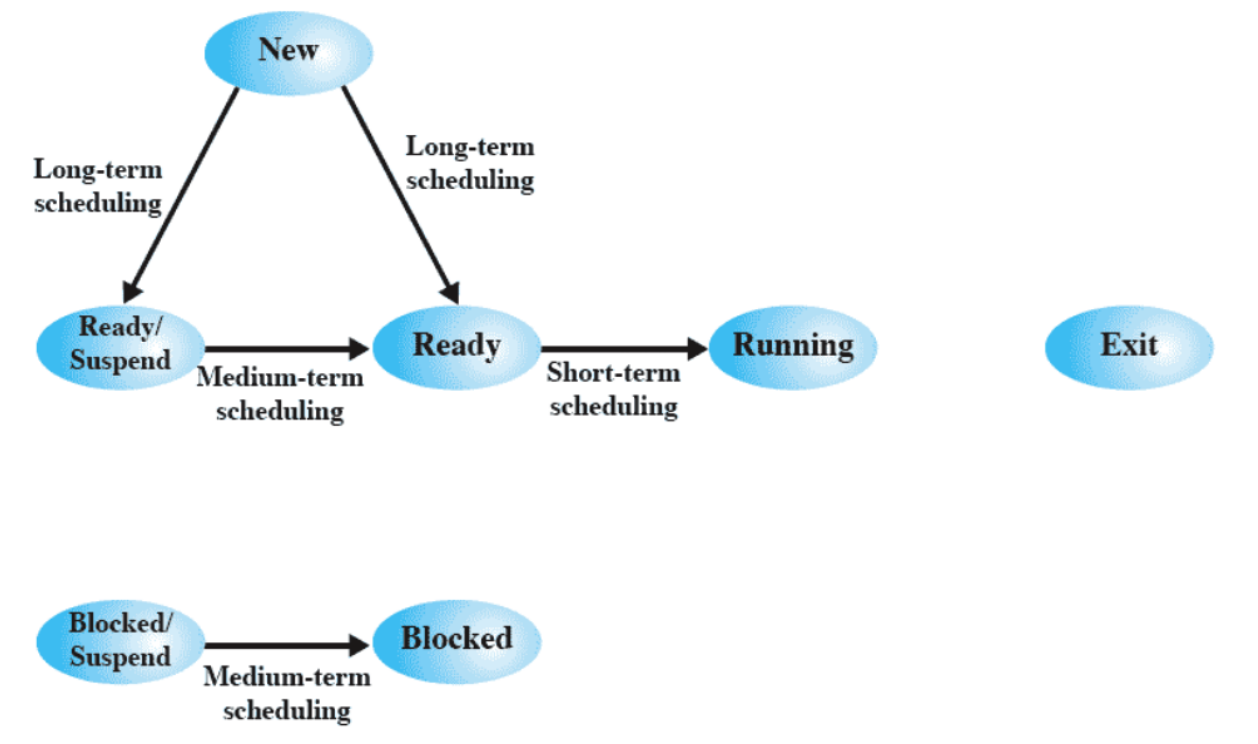 New
Long-term
scheduling
Long-term
scheduling
Ready/
Suspend
Medium-term
scheduling
Ready
Short-term
scheduling
Running
Exit
Blocked/
Suspend
Medium-term
scheduling
Blocked